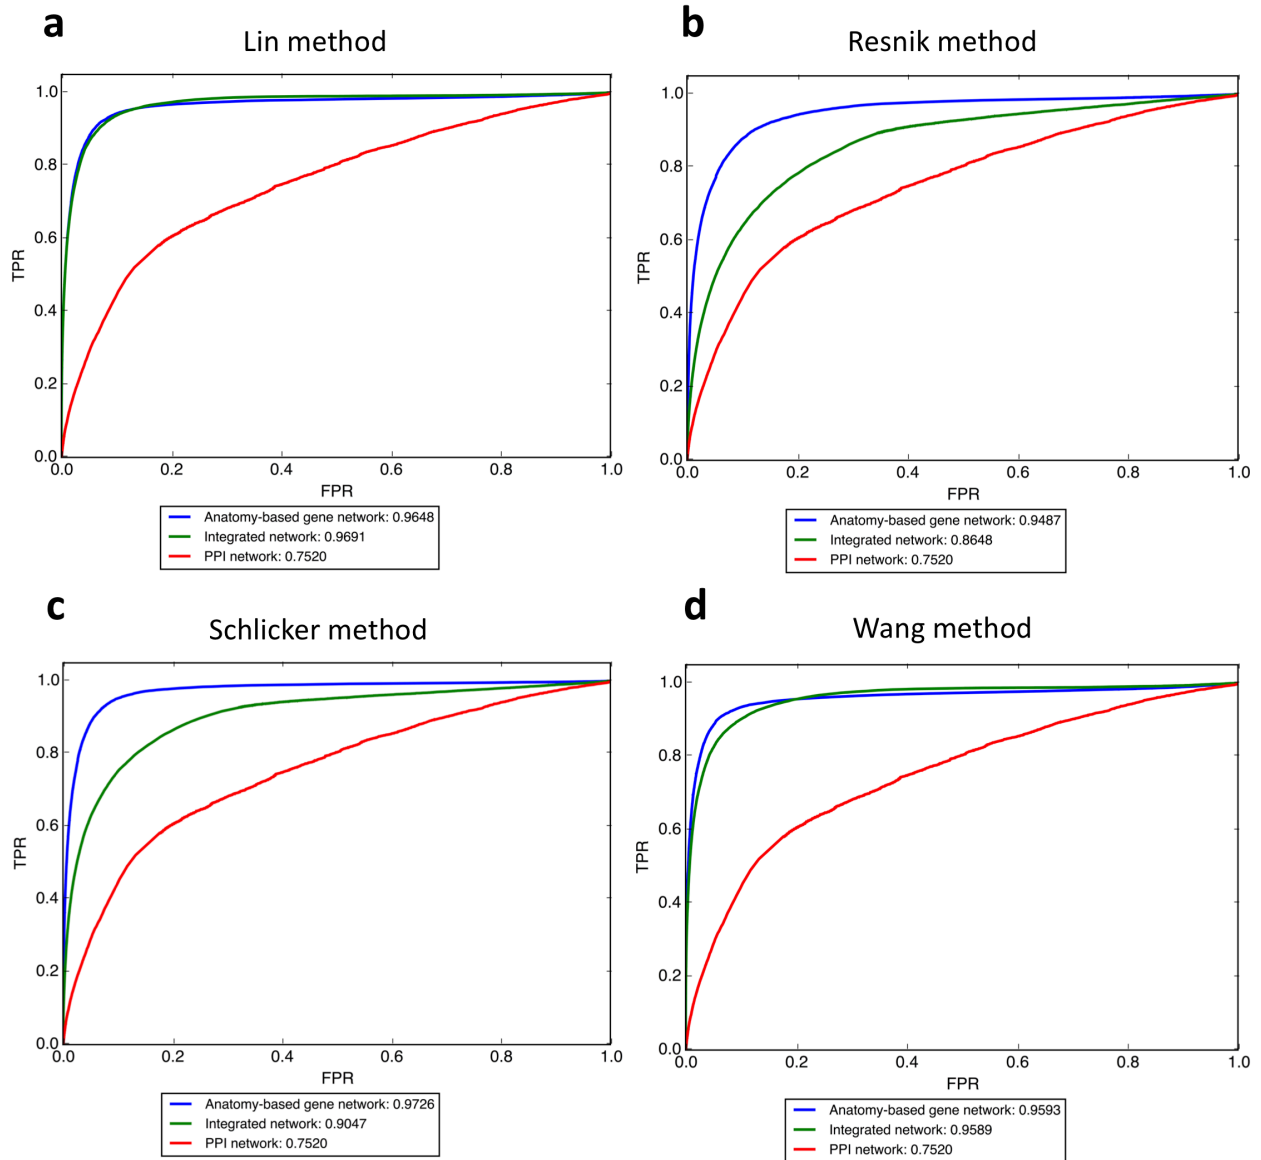 a
Lin method
1.0
0.8
0.6
0.4
0.2
0.0
TPR
0.0 0.2 0.4 0.6 0.8 1.0
FPR
Anatomy-based gene network: 0.9648
Integrated network: 0.9691
PPI network: 0.7520
b
Resnik method
1.0
0.8
0.6
0.4
0.2
0.0
TPR
0.0 0.2 0.4 0.6 0.8 1.0
FPR
Anatomy-based gene network: 0.9487
Integrated network: 0.8648
PPI network: 0.7520
c
Schlicker method
1.0
0.8
0.6
0.4
0.2
0.0
TPR
0.0 0.2 0.4 0.6 0.8 1.0
FPR
Anatomy-based gene network: 0.9726
Integrated network: 0.9047
PPI network: 0.7520
d
Wang method
1.0
0.8
0.6
0.4
0.2
0.0
TPR
0.0 0.2 0.4 0.6 0.8 1.0
FPR
Anatomy-based gene network: 0.9593
Integrated network: 0.9589
PPI network: 0.7520